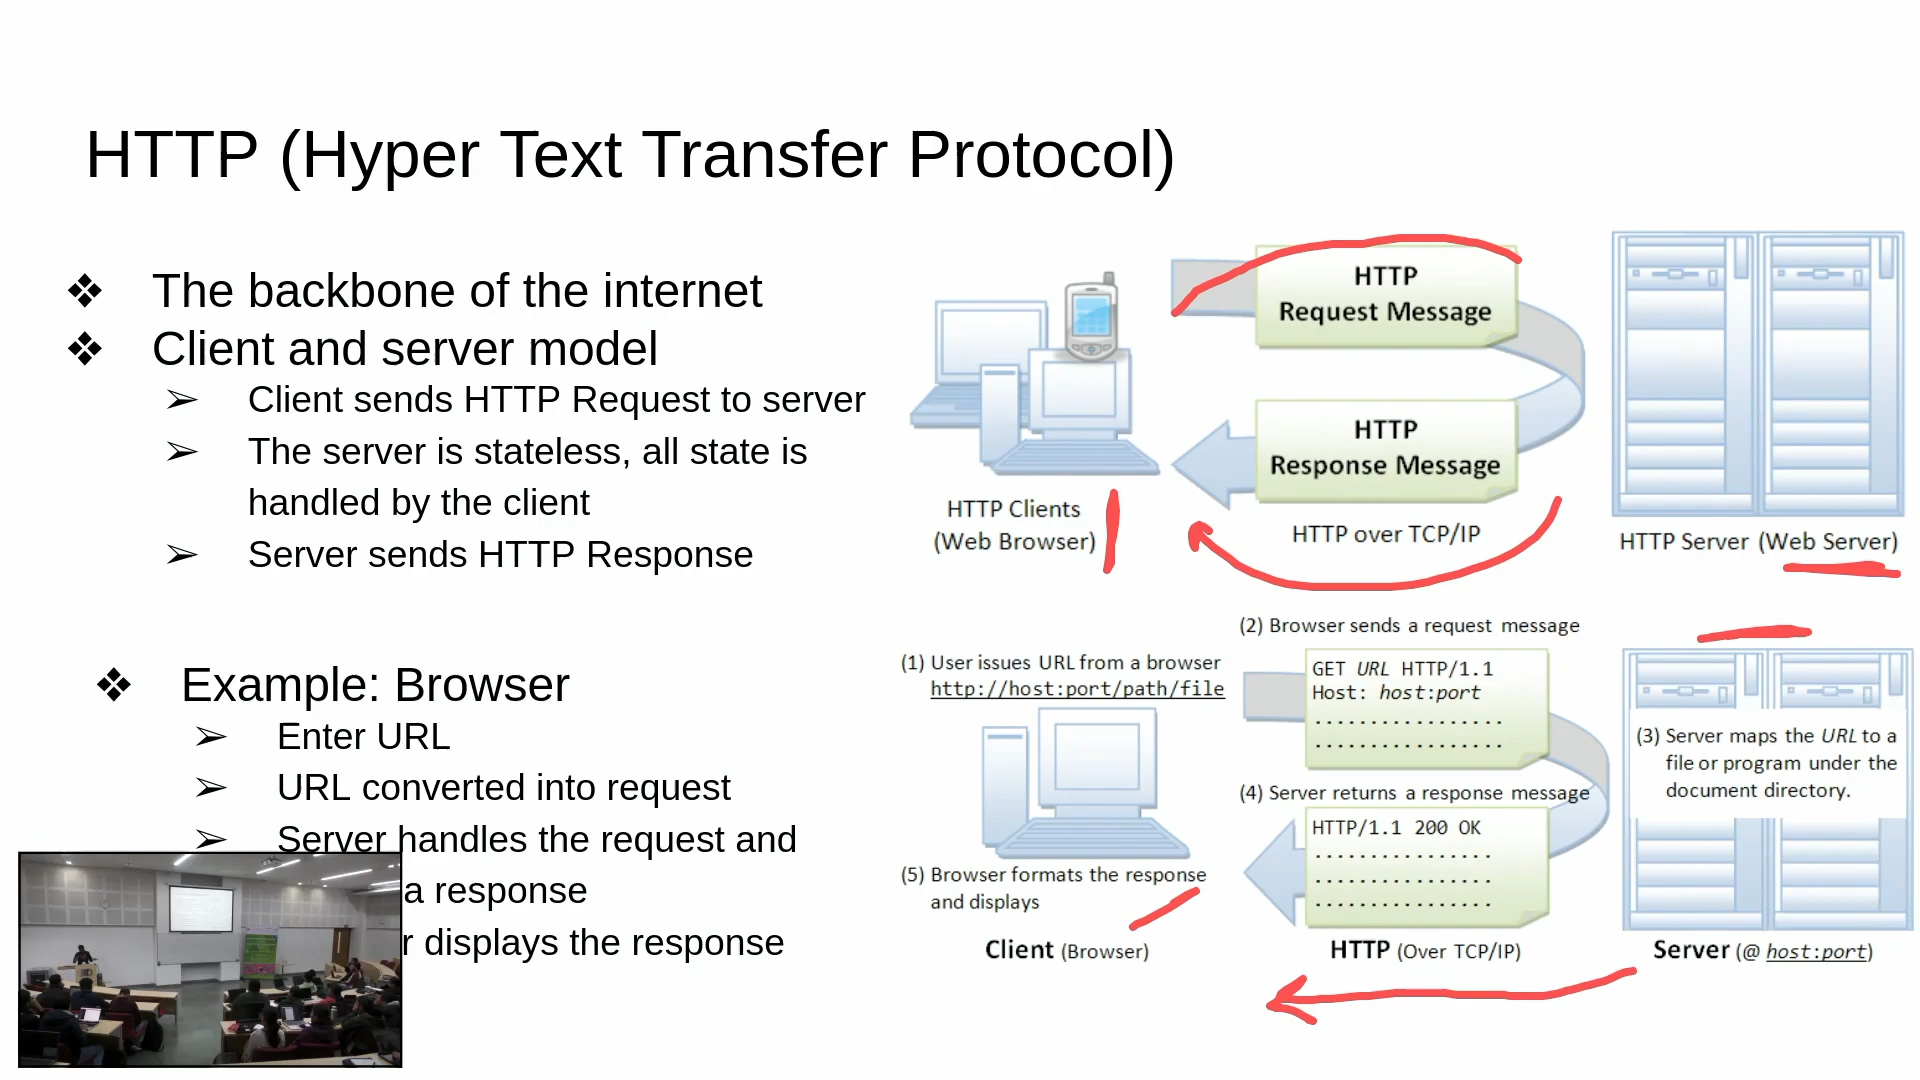 HTTP (Hyper Text Transfer Protocol)
❖ The backbone of the internet
❖ Client and server model
➢ Client sends HTTP Request to server
➢ The server is stateless, all state is
handled by the client
➢ Server sends HTTP Response
❖ Example: Browser
➢ Enter URL
➢ URL converted into request
➢ Server handles the request and
a response
r displays the response
HTTP
Request Message
HTTP
Response Message
HTTP over TCP/IP
HTTP Clients
(Web Browser)
HTTP Server (Web Server)
(1) User issues URL from a browser
http://host:port/path/file
(2) Browser sends a request message
GET URL HTTP/1.1
Host: host:port
................
................
(3) Server maps the URL to a
file or program under the
document directory.
(4) Server returns a response message
HTTP/1.1 200 OK
...............
...............
...............
(5) Browser formats the response
and displays
Client (Browser)
HTTP (Over TCP/IP)
Server (@ host:port)